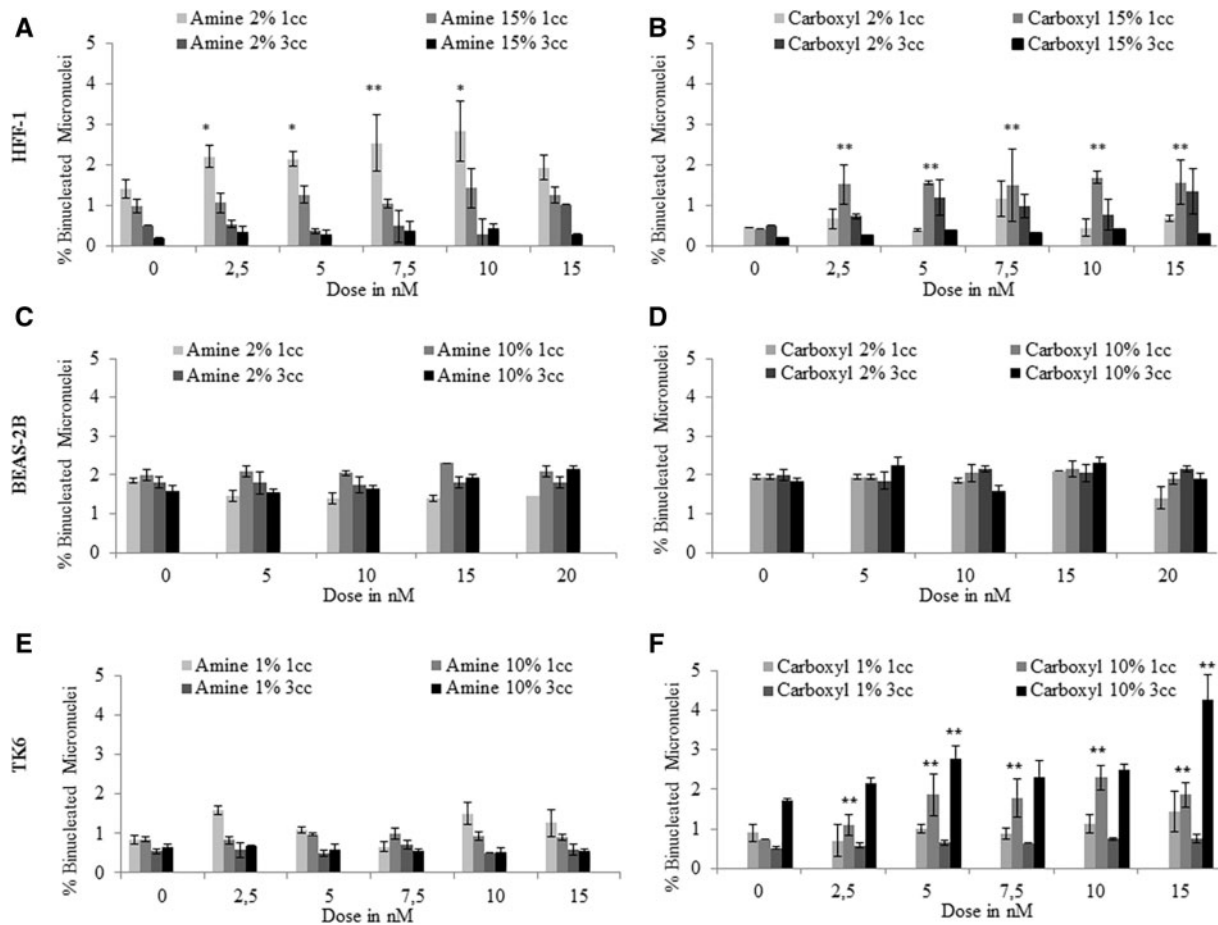 A
Amine 2% 1cc
Amine 15% 1cc
Amine 2% 3cc
Amine 15% 3cc
HFF-1
% Binucleated Micronuclei
5
4
3
2
1
0
* * ** *
0 2,5 5 7,5 10 15
Dose in nM
B
Carboxyl 2% 1cc
Carboxyl 15% 1cc
Carboxyl 2% 3cc
Carboxyl 15% 3cc
% Binucleated Micronuclei
5
4
3
2
1
0
** ** ** ** **
0 2,5 5 7,5 10 15
Dose in nM
C
Amine 2% 1cc
Amine 10% 1cc
Amine 2% 3cc
Amine 10% 3cc
BEAS-2B
% Binucleated Micronuclei
5
4
3
2
1
0
0 5 10 15 20
Dose in nM
D
Carboxyl 2% 1cc
Carboxyl 10% 1cc
Carboxyl 2% 3cc
Carboxyl 10% 3cc
% Binucleated Micronuclei
5
4
3
2
1
0
0 5 10 15 20
Dose in nM
E
Amine 1% 1cc
Amine 10% 1cc
Amine 1% 3cc
Amine 10% 3cc
TK6
% Binucleated Micronuclei
5
4
3
2
1
0
0 2,5 5 7,5 10 15
Dose in nM
F
Carboxyl 1% 1cc
Carboxyl 10% 1cc
Carboxyl 1% 3cc
Carboxyl 10% 3cc
% Binucleated Micronuclei
5
4
3
2
1
0
** ** ** ** ** ** **
0 2,5 5 7,5 10 15
Dose in nM